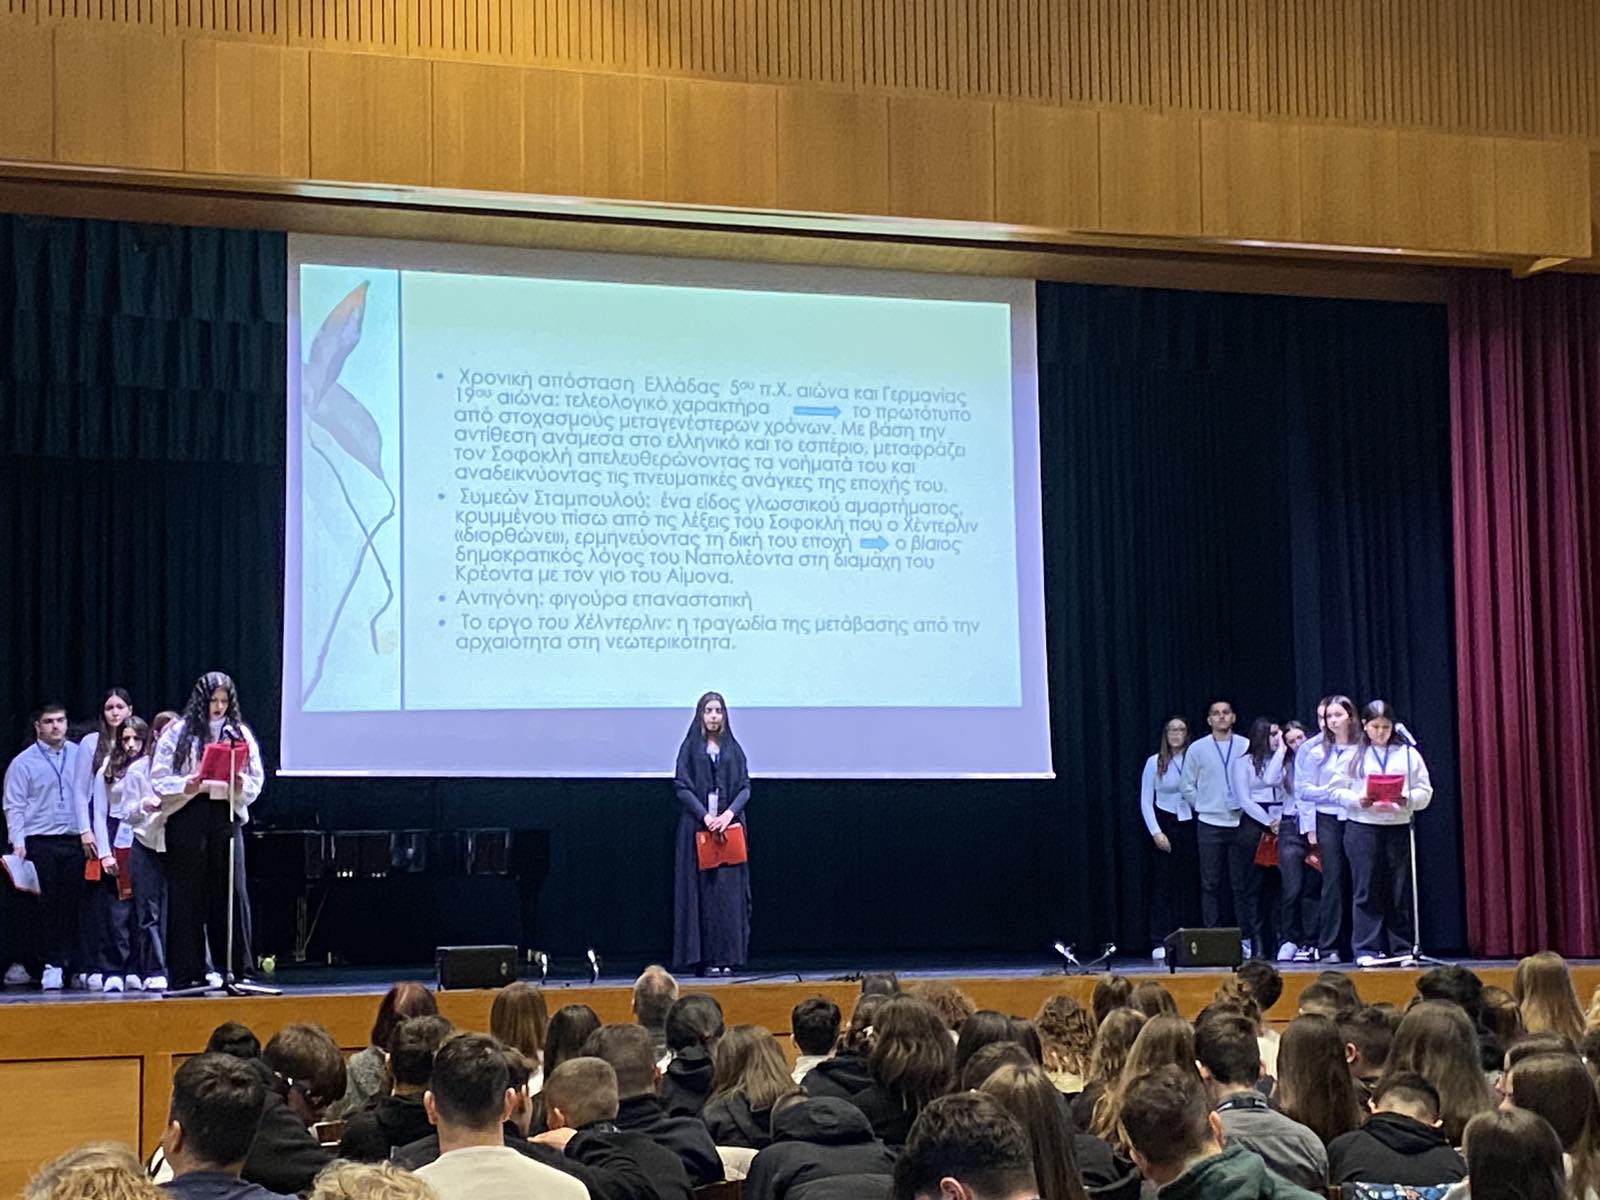 • Χρονική απόσταση Ελλάδας 5ου π.Χ. αιώνα και Γερμανίας
19ου αιώνα: τελεολογικό χαρακτήρα → το πρωτότυπο
από στοχασμούς μεταγενέστερων χρόνων. Με βάση την
αντίθεση ανάμεσα στο ελληνικό και το εσπέριο, μεταφράζει
τον Σοφοκλή απελευθερώνοντας τα νοήματά του και
αναδεικνύοντας τις πνευματικές ανάγκες της εποχής του.
• Συμεών Σταμπουλού: ένα είδος γλωσσικού αμαρτήματος,
κρυμμένου πίσω από τις λέξεις του Σοφοκλή που ο Χέντερλιν
«διορθώνει», ερμηνεύοντας τη δική του εποχή → ο βίαιος
δημοκρατικός λόγος του Ναπολέοντα στη διαμάχη του
Κρέοντα με τον γιο του Αίμονα.
• Αντιγόνη: φιγούρα επαναστατική
• Το εργο του Χέλντερλιν: η τραγωδία της μετάβασης από την
αρχαιότητα στη νεωτερικότητα.